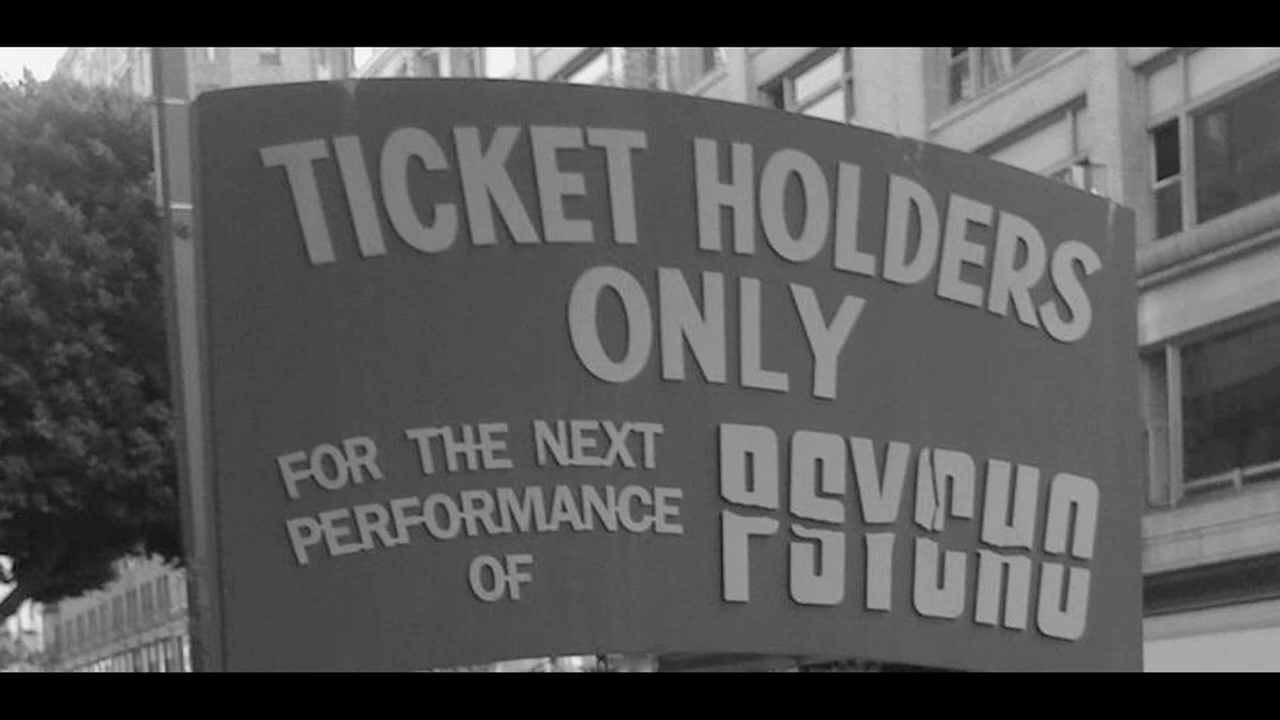 TICKET HOLDERS
ONLY
FOR THE NEXT
PERFORMANCE
OF
PSYCHO